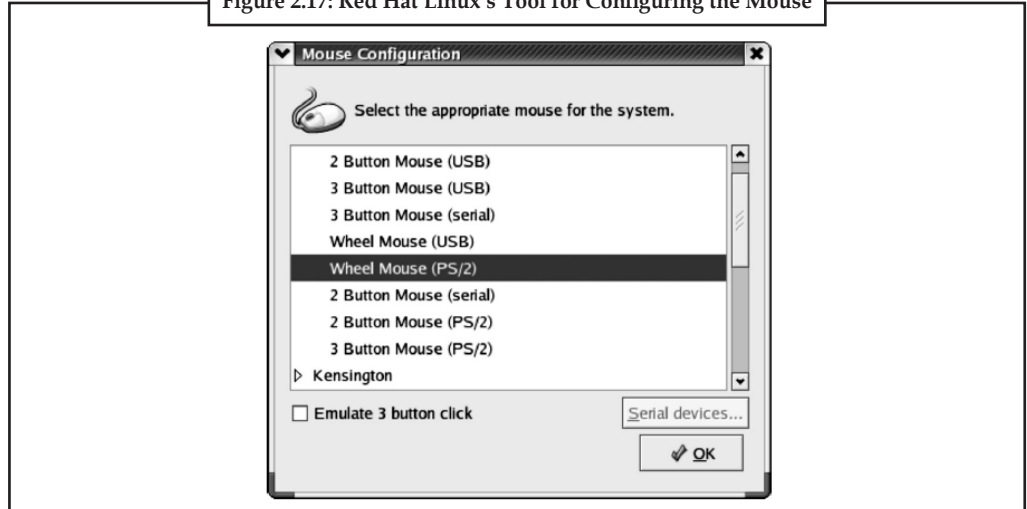 Figure 2.17: Red Hat Linux's Tool for Configuring the Mouse
Mouse Configuration
Select the appropriate mouse for the system.
2 Button Mouse (USB)
3 Button Mouse (USB)
3 Button Mouse (serial)
Wheel Mouse (USB)
Wheel Mouse (PS/2)
2 Button Mouse (serial)
2 Button Mouse (PS/2)
3 Button Mouse (PS/2)
Kensington
Emulate 3 button click
Serial devices...
OK